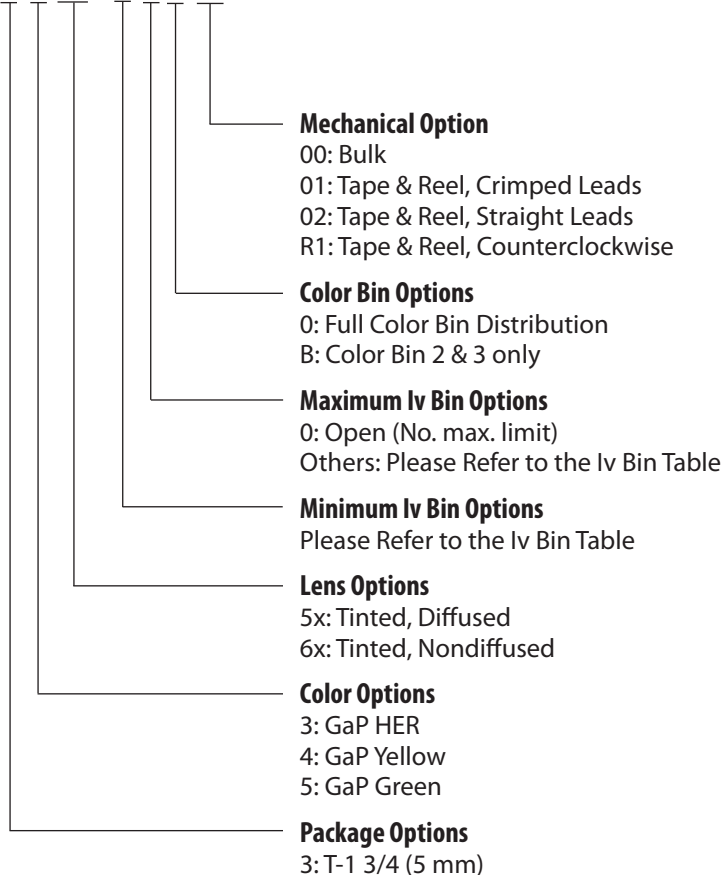 Mechanical Option
00: Bulk
01: Tape & Reel, Crimped Leads
02: Tape & Reel, Straight Leads
R1: Tape & Reel, Counterclockwise
Color Bin Options
0: Full Color Bin Distribution
B: Color Bin 2 & 3 only
Maximum Iv Bin Options
0: Open (No. max. limit)
Others: Please Refer to the Iv Bin Table
Minimum Iv Bin Options
Please Refer to the Iv Bin Table
Lens Options
5x: Tinted, Diffused
6x: Tinted, Nondiffused
Color Options
3: GaP HER
4: GaP Yellow
5: GaP Green
Package Options
3: T-1 3/4 (5 mm)